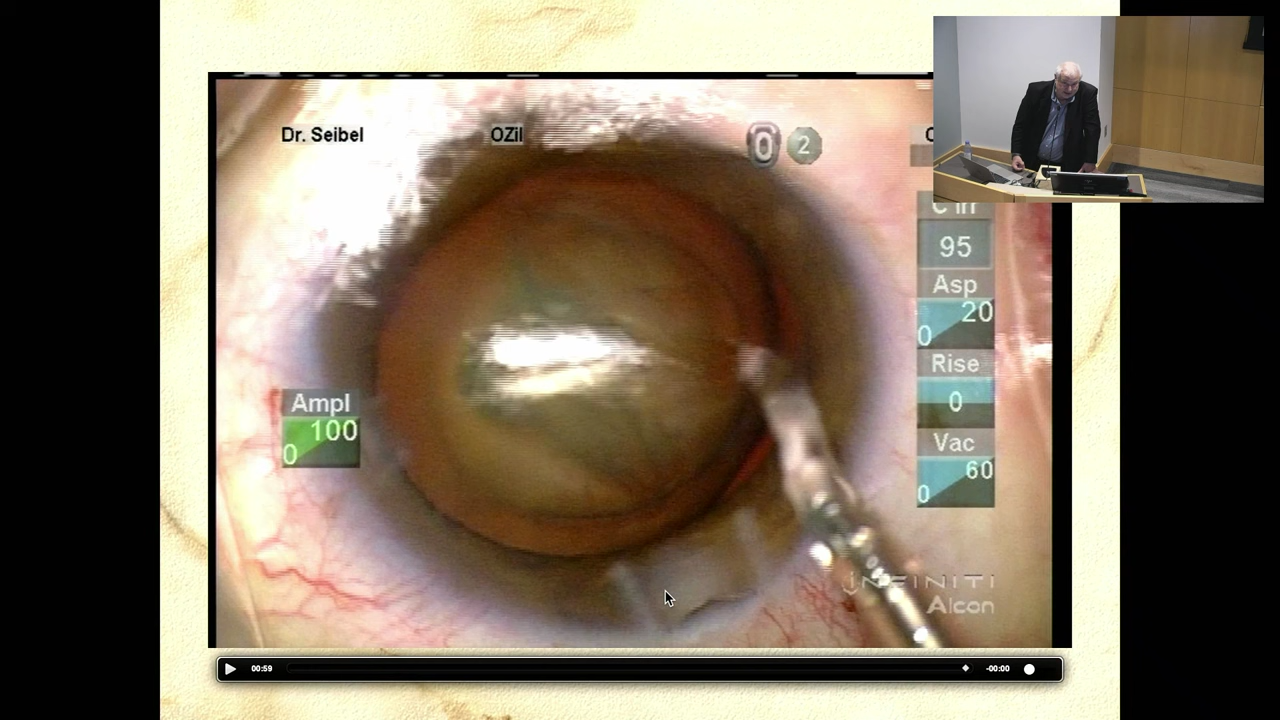 Dr. Seibel
OZil
0
2
C Irr
95
Asp
20
0
Rise
0
Vac
60
0
Ampl
100
0
INFINITI
Alcon
00:59
-00:00